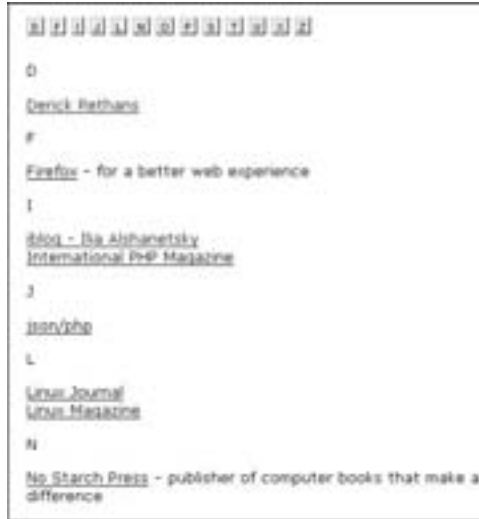 D F I J L N O P S T U X Z
D
Derick Rethans
F
Firefox - for a better web experience
I
iblog - Ilia Alshanetsky
International PHP Magazine
J
json/php
L
Linux Journal
Linux Magazine
N
No Starch Press - publisher of computer books that make a
difference